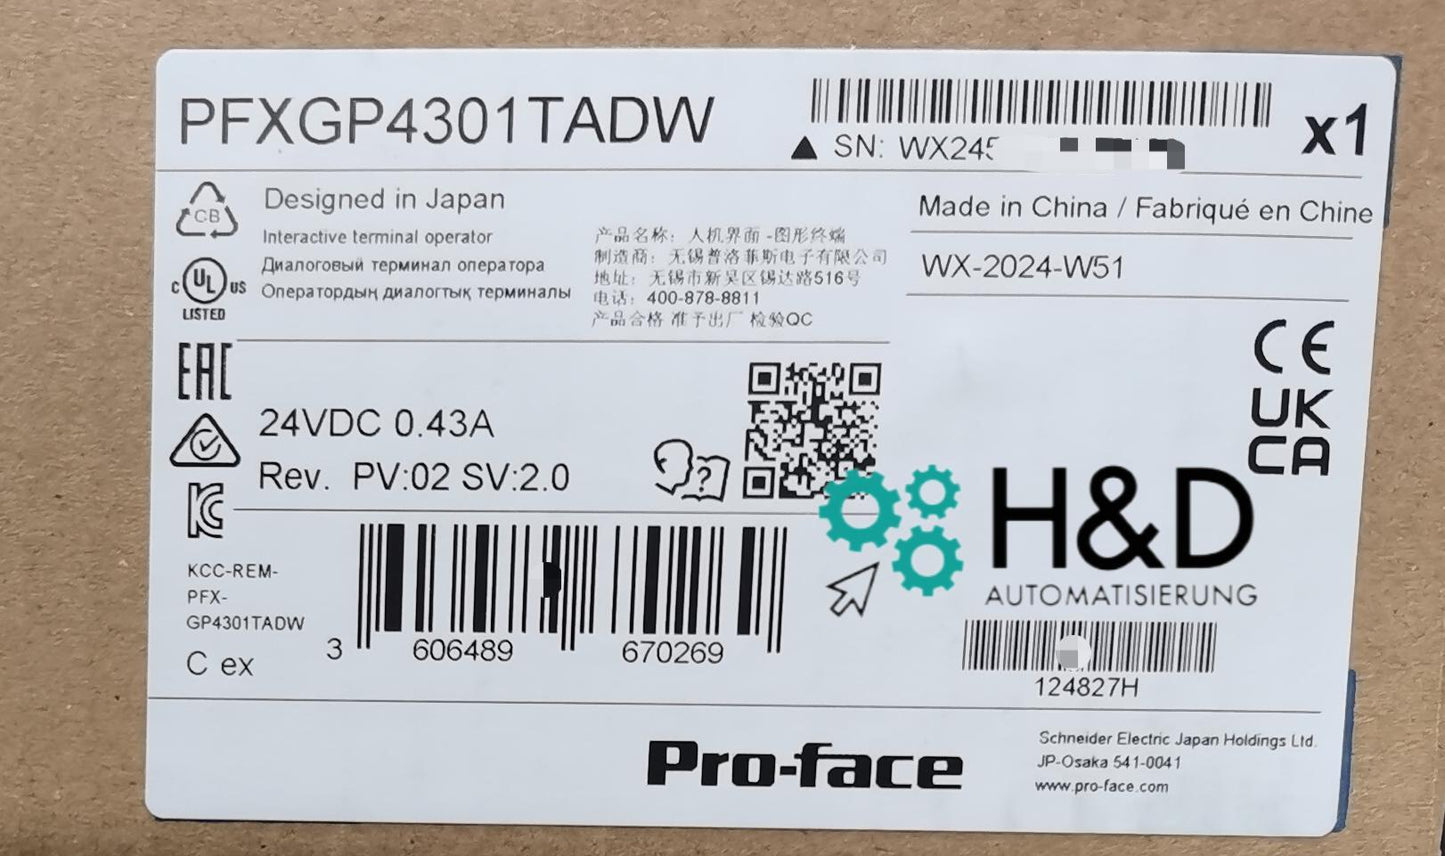 PFXGP4301TADW
SN: WX245
x1
CB
Designed in Japan
Interactive terminal operator
Диалоговый терминал оператора
Оператордың диалогтық терминалы
产品名称：人机界面 -图形终端
制造商：无锡普洛菲斯电子有限公司
地址：无锡市新吴区锡达路516号
电话：400-878-8811
产品合格 准予出厂 检验QC
Made in China / Fabriqué en Chine
WX-2024-W51
C UL US
LISTED
EAC
CE
UK
CA
24VDC 0.43A
Rev. PV:02 SV:2.0
?
KC
KCC-REM-
PFX-
GP4301TADW
C ex
3 606489 670269
H&D
AUTOMATISIERUNG
124827H
Pro-face
Schneider Electric Japan Holdings Ltd.
JP-Osaka 541-0041
www.pro-face.com